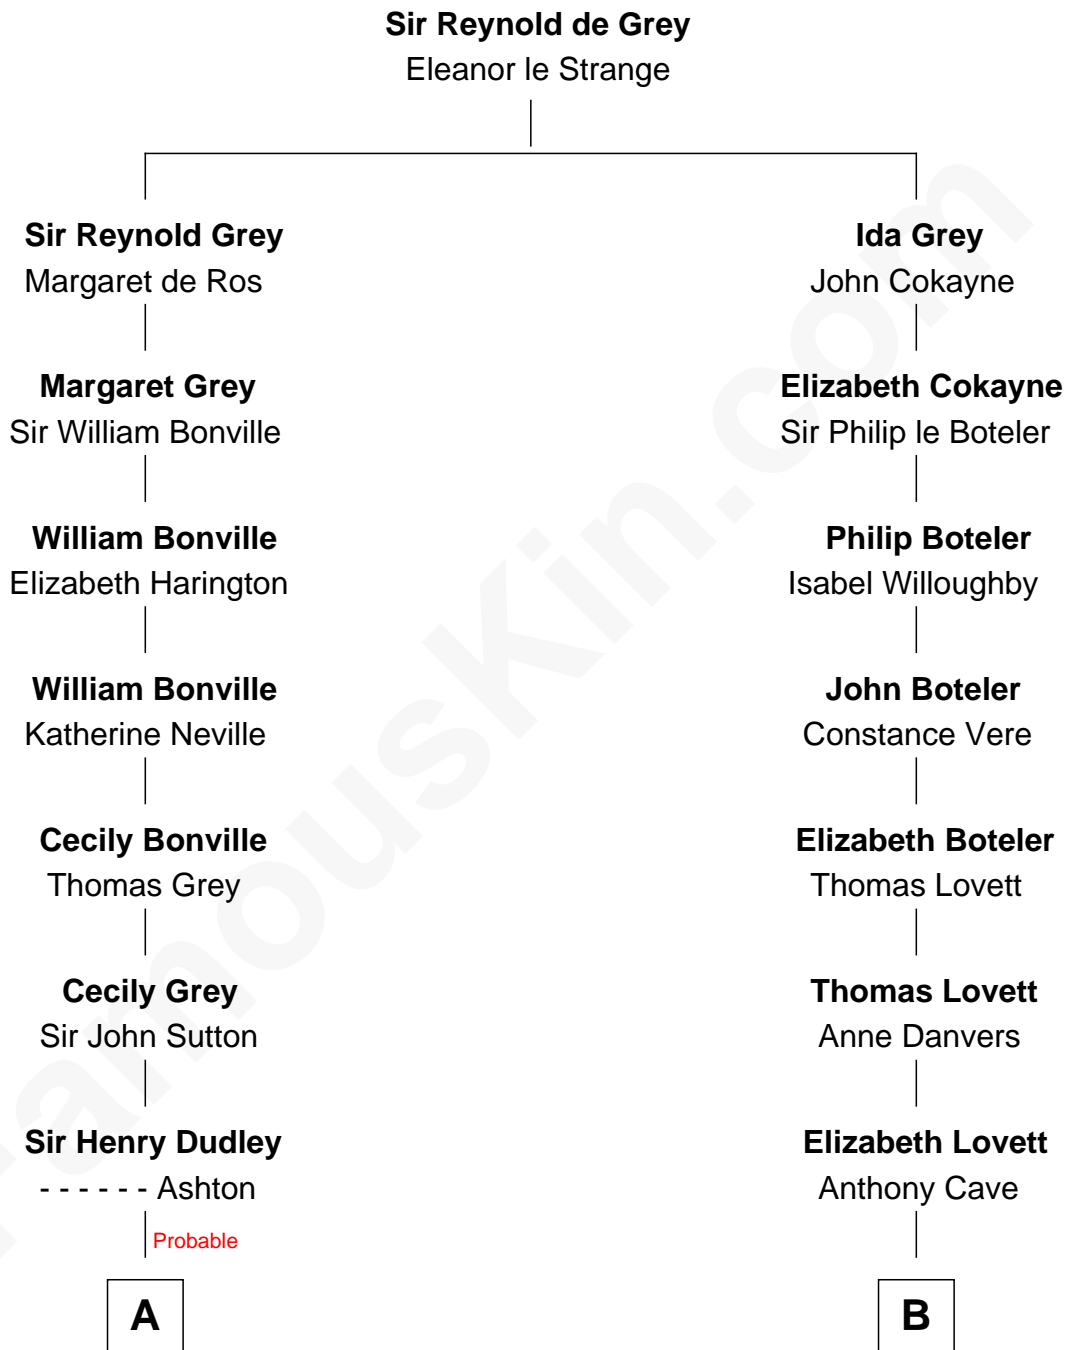 Sir Reynold de Grey
Eleanor le Strange
Sir Reynold Grey
Margaret de Ros
Ida Grey
John Cokayne
Margaret Grey
Sir William Bonville
Elizabeth Cokayne
Sir Philip le Boteler
William Bonville
Elizabeth Harington
Philip Boteler
Isabel Willoughby
William Bonville
Katherine Neville
John Boteler
Constance Vere
Cecily Bonville
Thomas Grey
Elizabeth Boteler
Thomas Lovett
Cecily Grey
Sir John Sutton
Thomas Lovett
Anne Danvers
Sir Henry Dudley
- - - - - - Ashton
Elizabeth Lovett
Anthony Cave
Probable
A
B
FamousKin.com